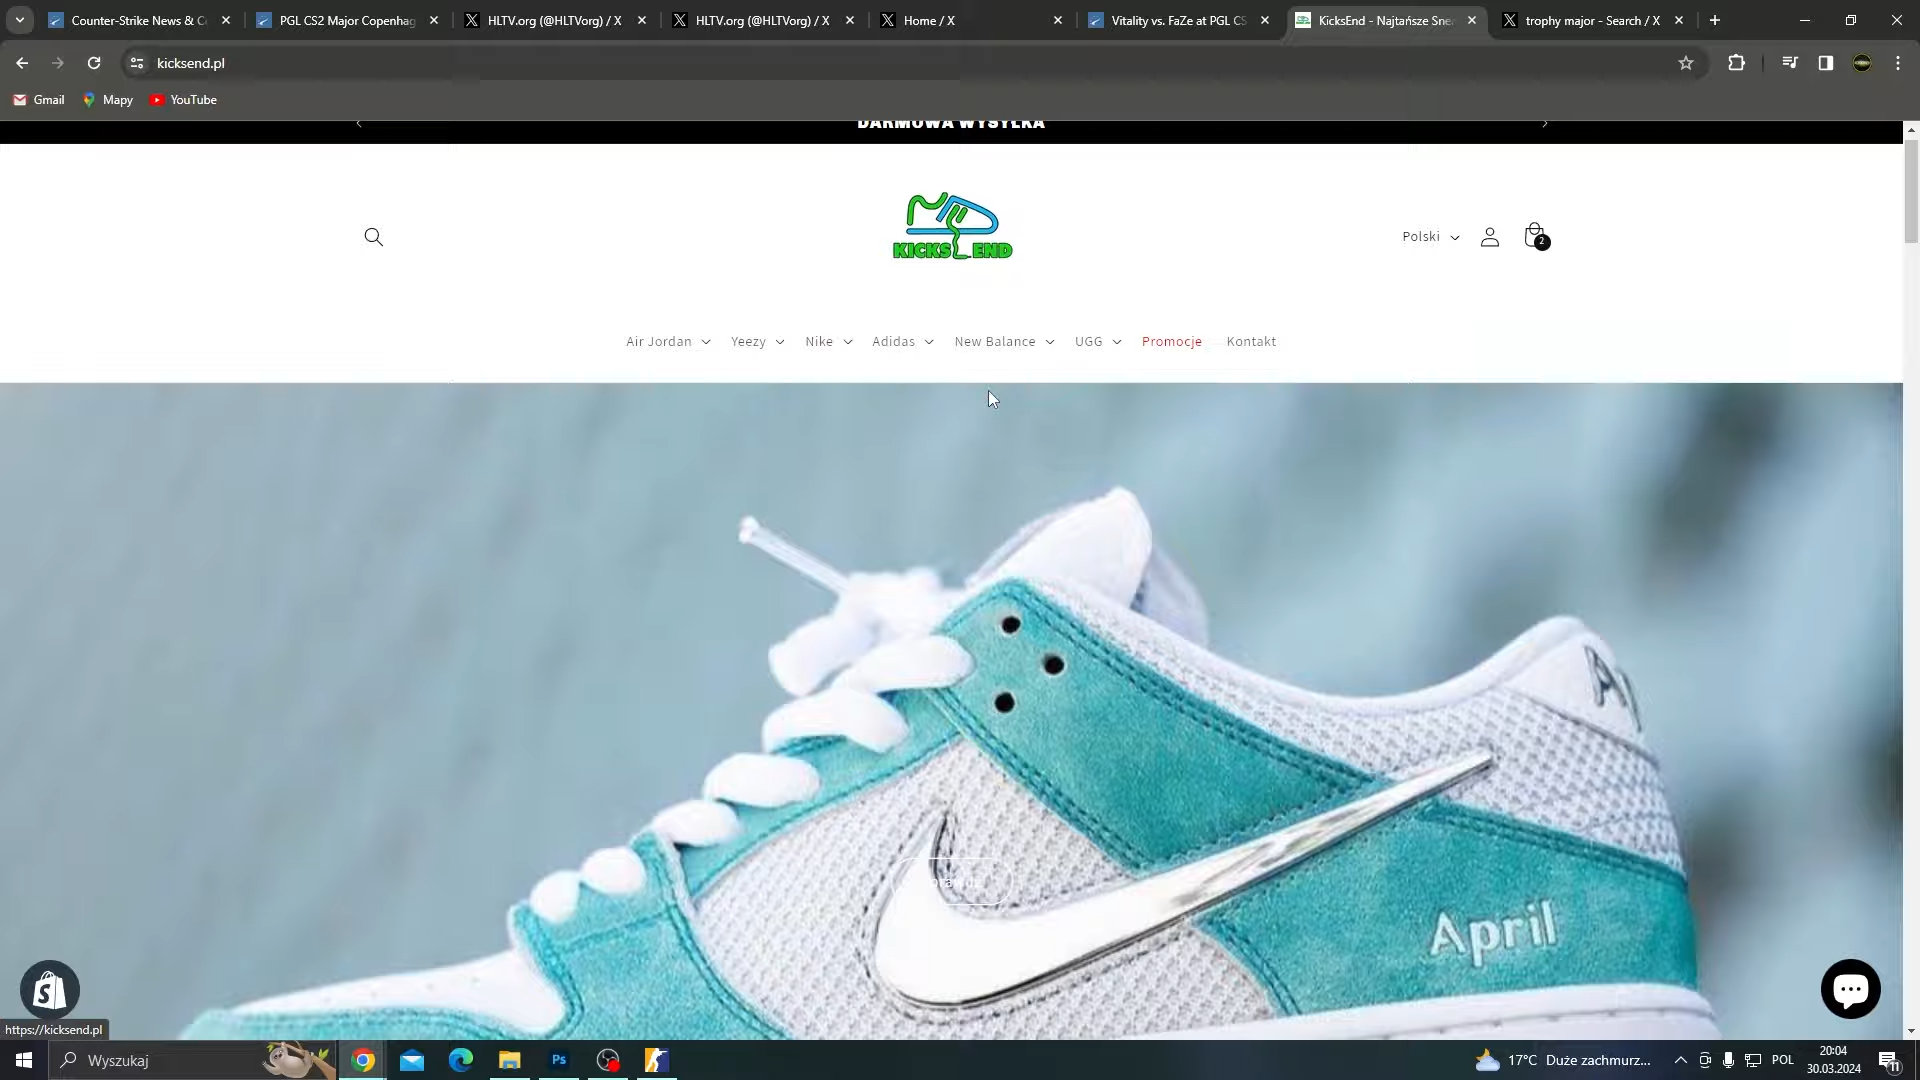 Counter-Strike News & C
PGL CS2 Major Copenhag
HLTV.org (@HLTVorg) / X
HLTV.org (@HLTVorg) / X
Home / X
Vitality vs. FaZe at PGL CS
KicksEnd - Najtańsze Sne
trophy major - Search / X
kicksend.pl
Gmail
Mapy
YouTube
DARMOWA WYSYŁKA
KICKS END
Polski
2
Air Jordan
Yeezy
Nike
Adidas
New Balance
UGG
Promocje
Kontakt
April
https://kicksend.pl
Wyszukaj
Ps
17°C Duże zachmurz...
POL
20:04
30.03.2024
11